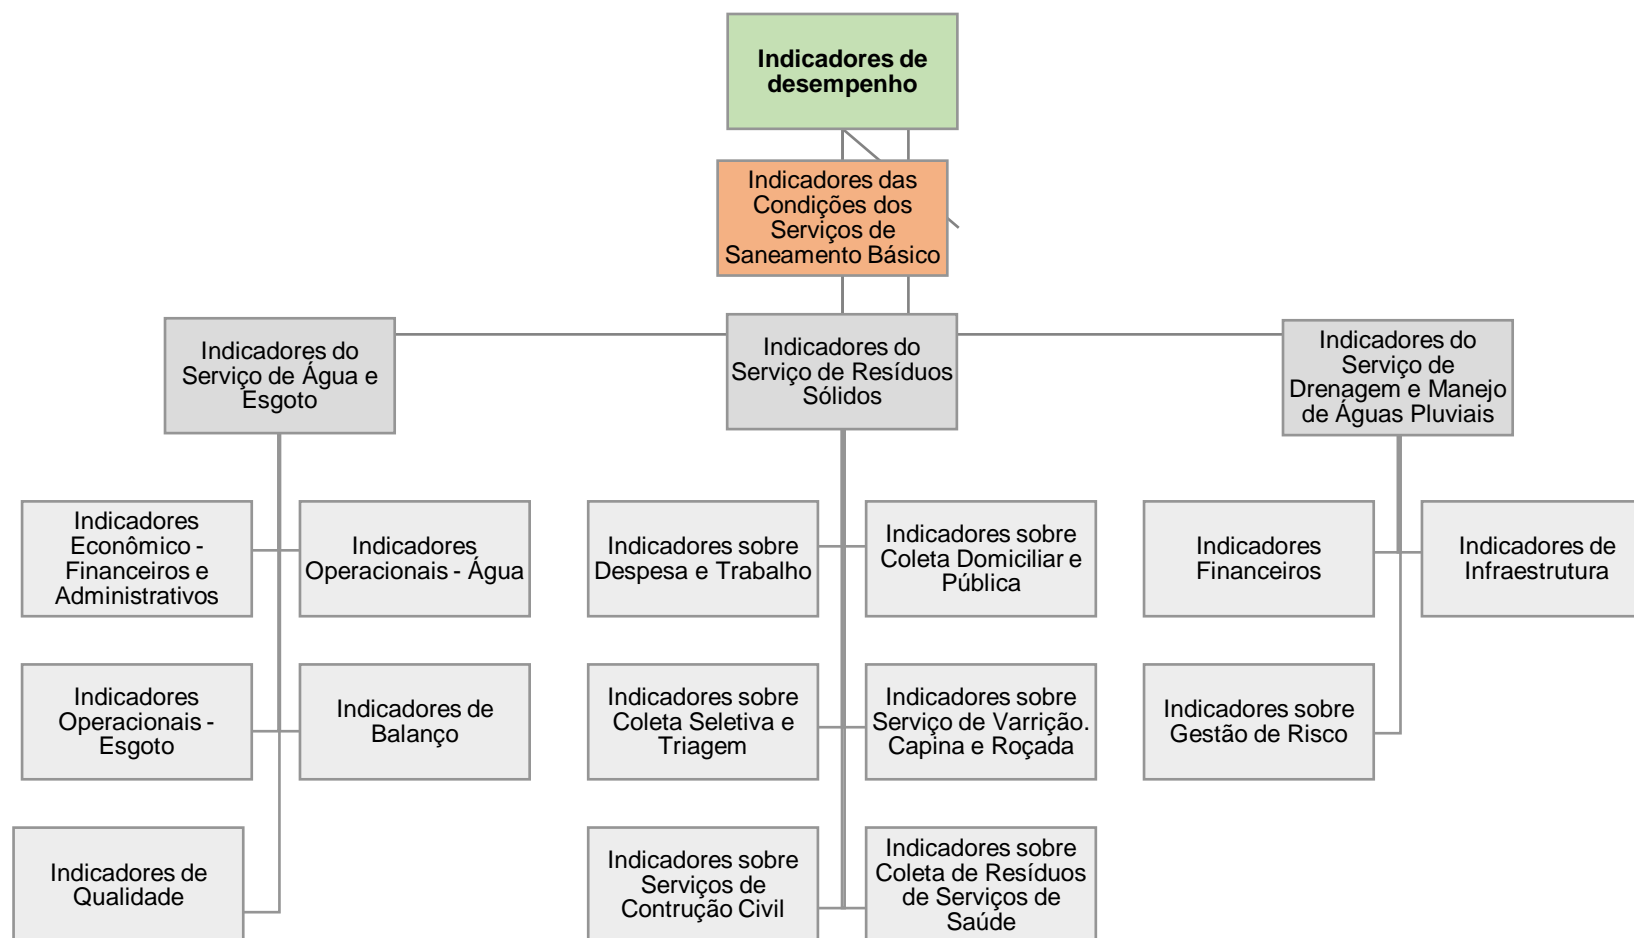 Indicadores de
desempenho
Indicadores das
Condições dos
Serviços de
Saneamento Básico
Indicadores do
Serviço de Água e
Esgoto
Indicadores do
Serviço de Resíduos
Sólidos
Indicadores do
Serviço de
Drenagem e Manejo
de Águas Pluviais
Indicadores
Econômico -
Financeiros e
Administrativos
Indicadores
Operacionais - Água
Indicadores sobre
Despesa e Trabalho
Indicadores sobre
Coleta Domiciliar e
Pública
Indicadores
Financeiros
Indicadores de
Infraestrutura
Indicadores
Operacionais -
Esgoto
Indicadores de
Balanço
Indicadores sobre
Coleta Seletiva e
Triagem
Indicadores sobre
Serviço de Varrição.
Capina e Roçada
Indicadores sobre
Gestão de Risco
Indicadores de
Qualidade
Indicadores sobre
Serviços de
Contrução Civil
Indicadores sobre
Coleta de Resíduos
de Serviços de
Saúde